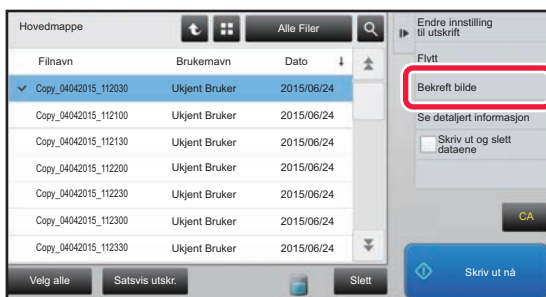 Hovedmappe
Alle Filer
Filnavn Brukernavn Dato
Copy_04042015_112030 Ukjent Bruker 2015/06/24
Copy_04042015_112100 Ukjent Bruker 2015/06/24
Copy_04042015_112130 Ukjent Bruker 2015/06/24
Copy_04042015_112200 Ukjent Bruker 2015/06/24
Copy_04042015_112230 Ukjent Bruker 2015/06/24
Copy_04042015_112300 Ukjent Bruker 2015/06/24
Copy_04042015_112330 Ukjent Bruker 2015/06/24
Velg alle
Satsvis utskr.
Slett
Endre innstilling
til utskrift
Flytt
Bekreft bilde
Se detaljert informasjon
Skriv ut og slett
dataene
CA
Skriv ut nå